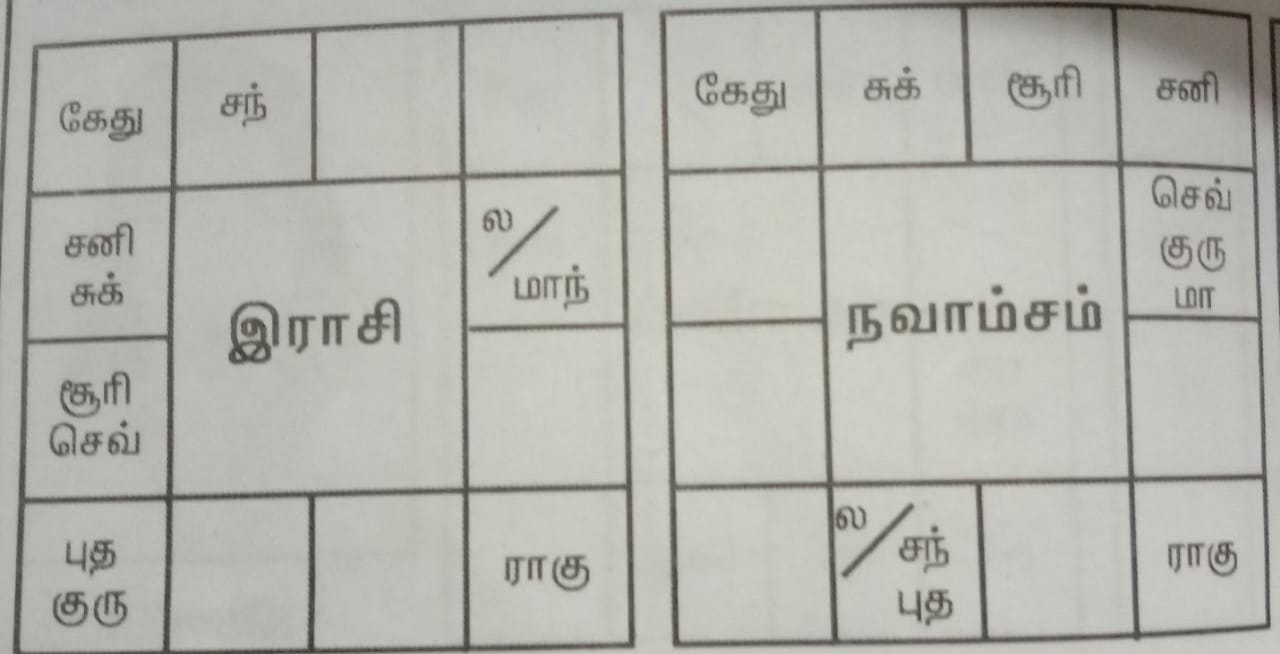 கேது
சந்
சனி
சுக்
ல
மாந்
இராசி
சூரி
செவ்
புத
குரு
ராகு
கேது
சுக்
சூரி
சனி
செவ்
குரு
மா
நவாம்சம்
ல
சந்
புத
ராகு